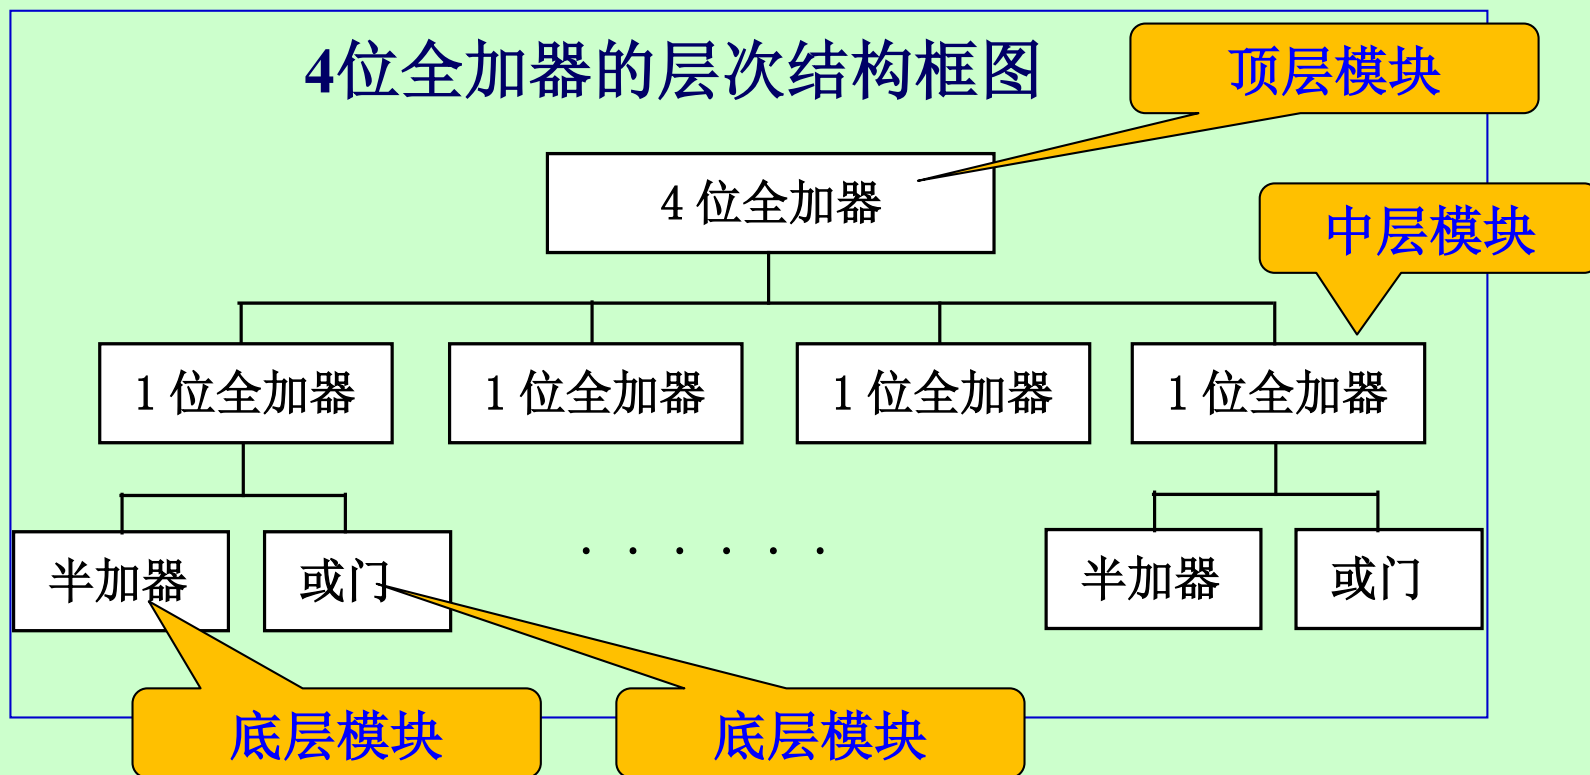 4位全加器的层次结构框图
顶层模块
4 位全加器
中层模块
1 位全加器
1 位全加器
1 位全加器
1 位全加器
半加器
或门
. . . . . .
半加器
或门
底层模块
底层模块